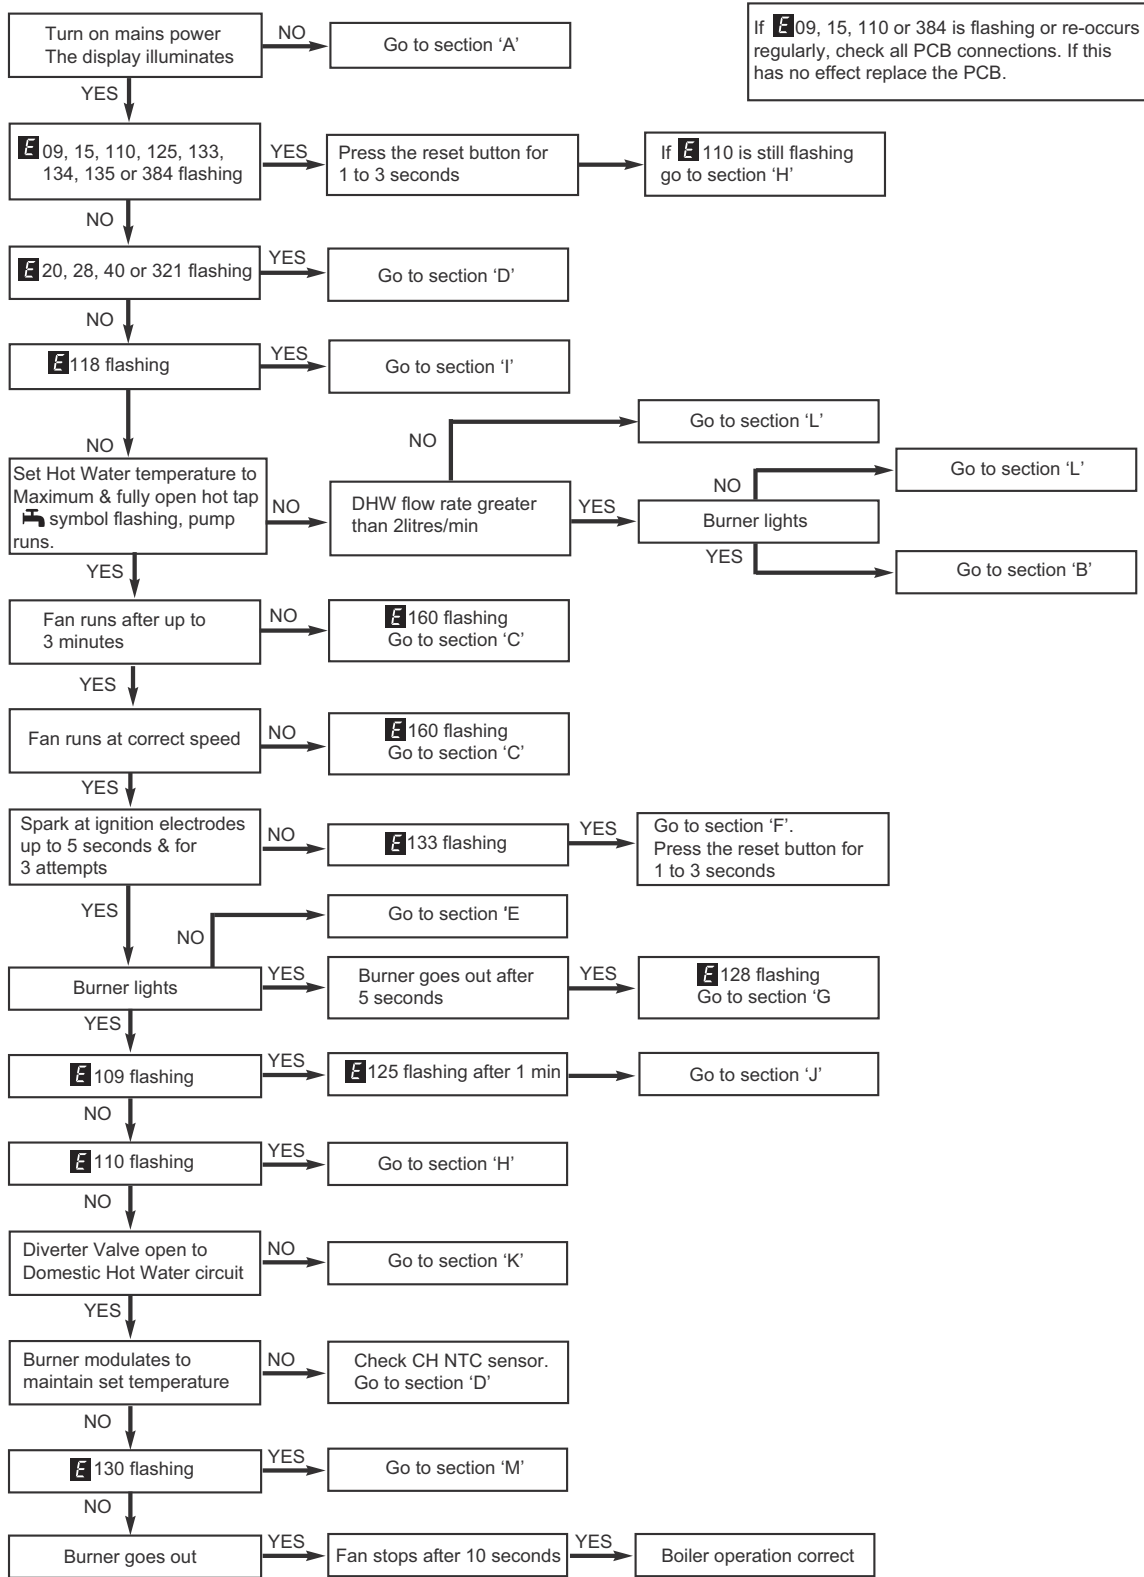 Turn on mains power
The display illuminates
NO
Go to section ‘A’
If E 09, 15, 110 or 384 is flashing or re-occurs
regularly, check all PCB connections. If this
has no effect replace the PCB.
YES
E 09, 15, 110, 125, 133,
134, 135 or 384 flashing
YES
Press the reset button for
1 to 3 seconds
If E 110 is still flashing
go to section ‘H’
NO
E 20, 28, 40 or 321 flashing
YES
Go to section ‘D’
NO
E 118 flashing
YES
Go to section ‘I’
NO
Set Hot Water temperature to
Maximum & fully open hot tap
symbol flashing, pump
runs.
NO
DHW flow rate greater
than 2litres/min
NO
Go to section ‘L’
YES
Burner lights
NO
Go to section ‘L’
YES
Go to section ‘B’
YES
Fan runs after up to
3 minutes
NO
E 160 flashing
Go to section ‘C’
YES
Fan runs at correct speed
NO
E 160 flashing
Go to section ‘C’
YES
Spark at ignition electrodes
up to 5 seconds & for
3 attempts
NO
E 133 flashing
YES
Go to section ‘F’.
Press the reset button for
1 to 3 seconds
YES
NO
Go to section ‘E
Burner lights
YES
Burner goes out after
5 seconds
YES
E 128 flashing
Go to section ‘G
YES
E 109 flashing
YES
E 125 flashing after 1 min
Go to section ‘J’
NO
E 110 flashing
YES
Go to section ‘H’
NO
Diverter Valve open to
Domestic Hot Water circuit
NO
Go to section ‘K’
YES
Burner modulates to
maintain set temperature
NO
Check CH NTC sensor.
Go to section ‘D’
NO
E 130 flashing
YES
Go to section ‘M’
NO
Burner goes out
YES
Fan stops after 10 seconds
YES
Boiler operation correct